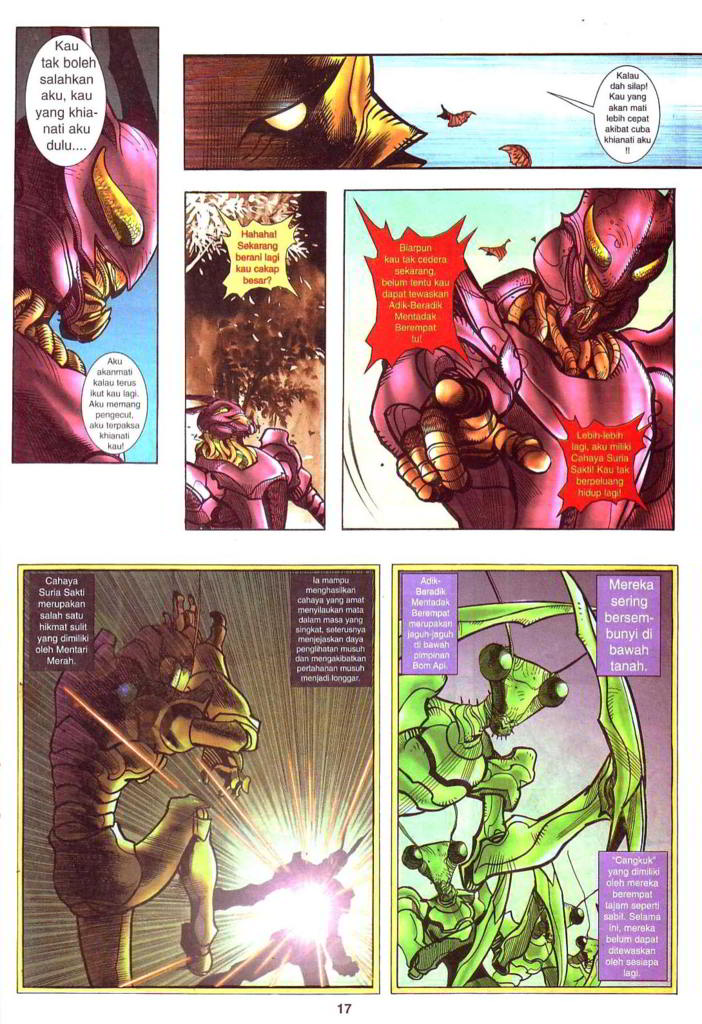 Kau
tak boleh
salahkan
aku, kau
yang khia-
nati aku
dulu....
Aku
akanmati
kalau terus
ikut kau lagi.
Aku memang
pengecut,
aku terpaksa
khianati
kau!
Kalau
dah silap!
Kau yang
akan mati
lebih cepat
akibat cuba
khianati aku
!!
Hahaha!
Sekarang
berani lagi
kau cakap
besar?
Biarpun
kau tak cedera
sekarang,
belum tentu kau
dapat tewaskan
Adik-Beradik
Mentadak
Berempat
tu!
Lebih-lebih
lagi, aku miliki
Cahaya Suria
Sakti! Kau tak
berpeluang
hidup lagi!
Cahaya
Suria Sakti
merupakan
salah satu
hikmat sulit
yang dimiliki
oleh Mentari
Merah.
Ia mampu
menghasilkan
cahaya yang amat
menyilaukan mata
dalam masa yang
singkat, seterusnya
menjejaskan daya
penglihatan musuh
dan mengakibatkan
pertahanan musuh
menjadi longgar.
Adik-
Beradik
Mentadak
Berempat
merupakan
jaguh-jaguh
di bawah
pimpinan
Bom Api.
Mereka
sering
bersem-
bunyi di
bawah
tanah.
"Cangkuk"
yang dimiliki
oleh mereka
berempat
tajam seperti
sabit. Selama
ini, mereka
belum dapat
ditewaskan
oleh sesiapa
lagi.
17